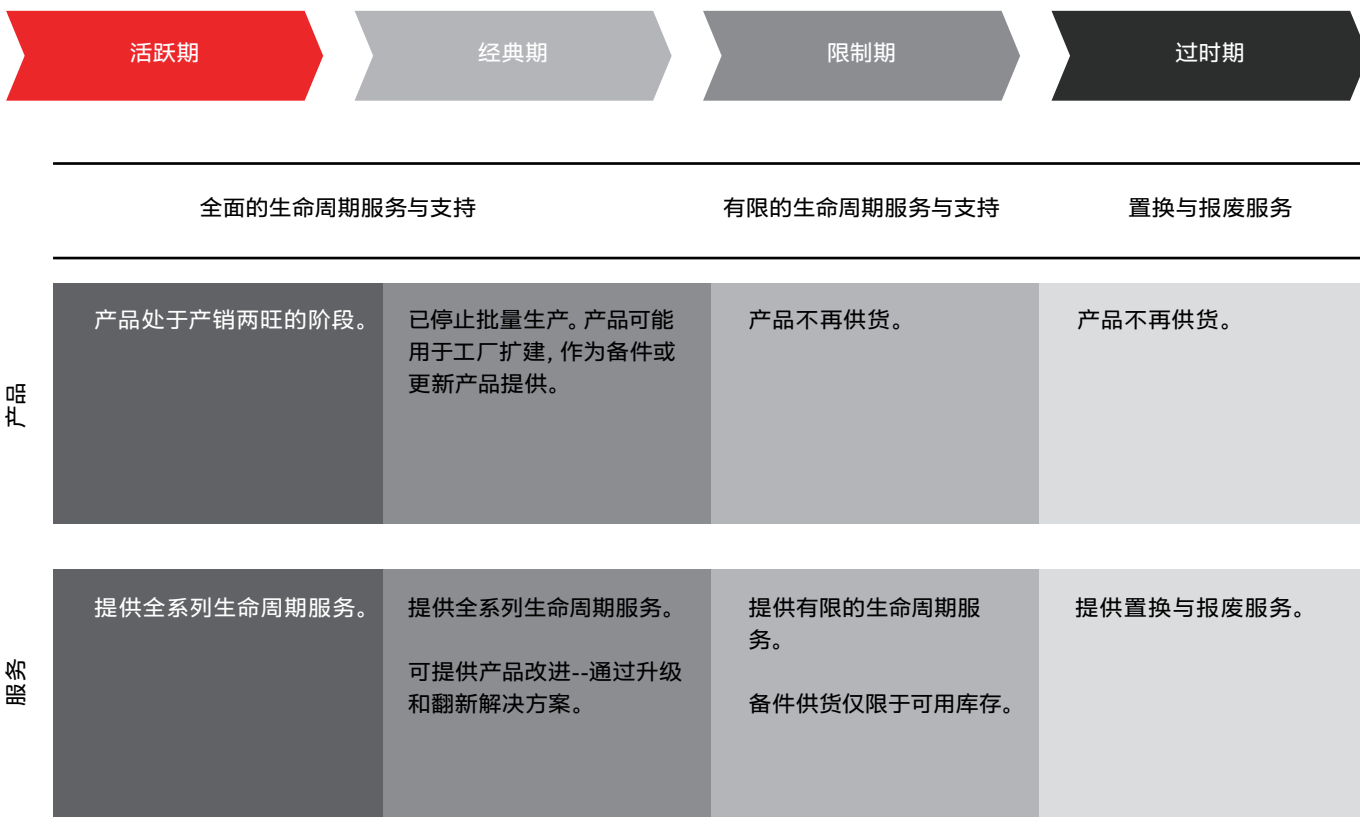 活跃期
经典期
限制期
过时期
全面的生命周期服务与支持
有限的生命周期服务与支持
置换与报废服务
产品
产品处于产销两旺的阶段。
已停止批量生产。产品可能
用于工厂扩建, 作为备件或
更新产品提供。
产品不再供货。
产品不再供货。
服务
提供全系列生命周期服务。
提供全系列生命周期服务。
可提供产品改进--通过升级
和翻新解决方案。
提供有限的生命周期服
务。
备件供货仅限于可用库存。
提供置换与报废服务。